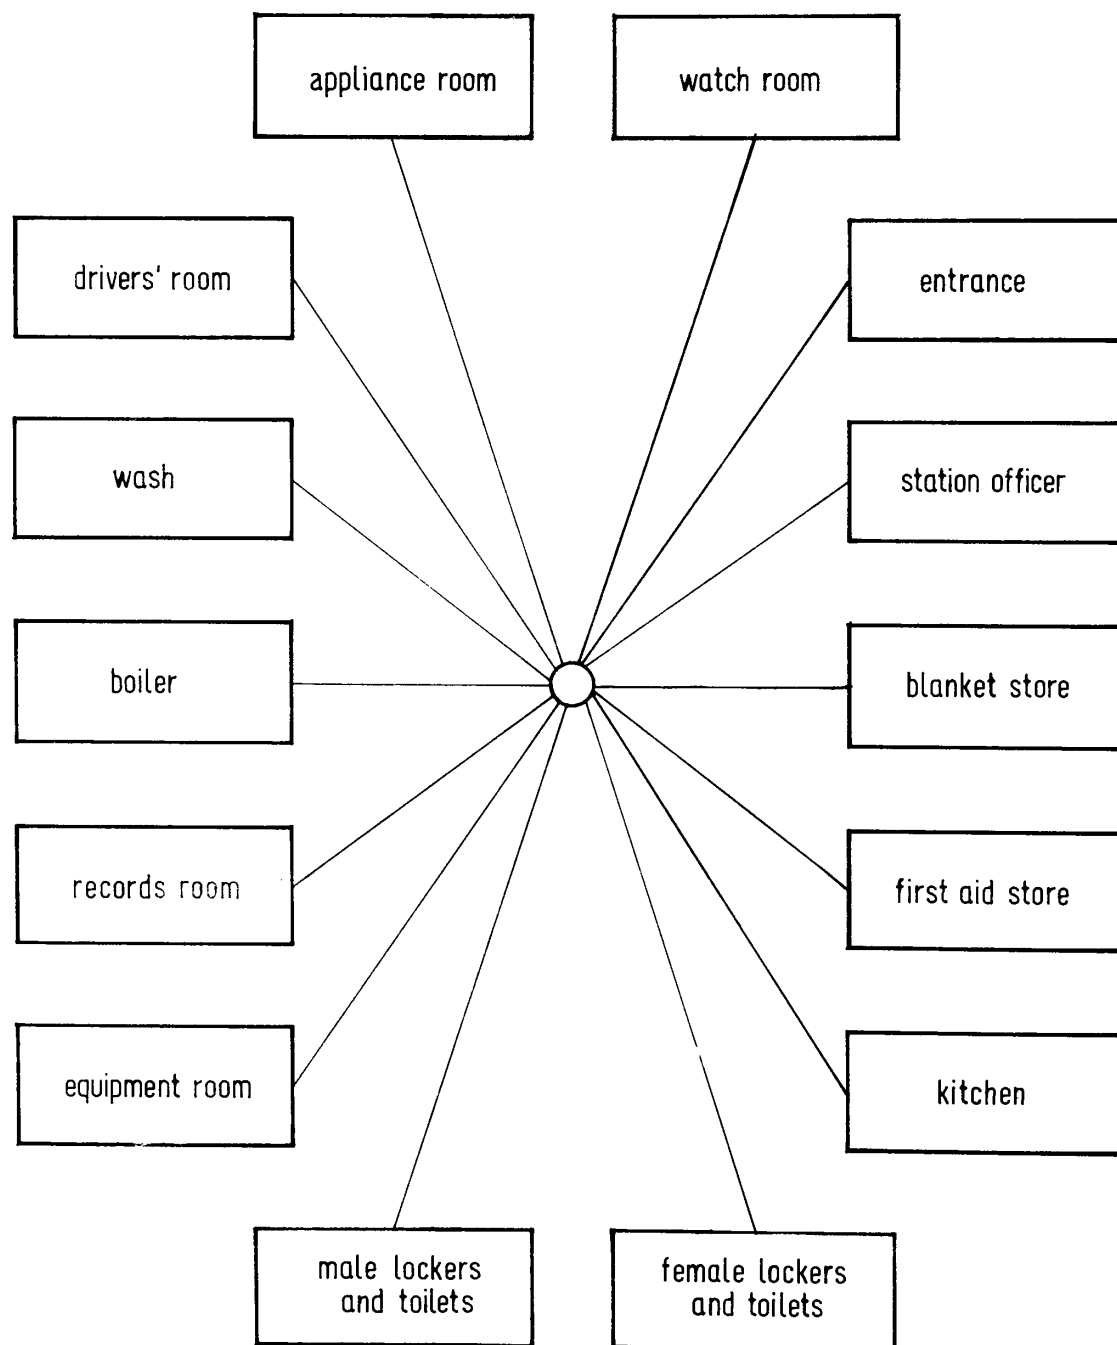 appliance room
watch room
drivers' room
entrance
wash
station officer
boiler
blanket store
records room
first aid store
equipment room
kitchen
male lockers
and toilets
female lockers
and toilets